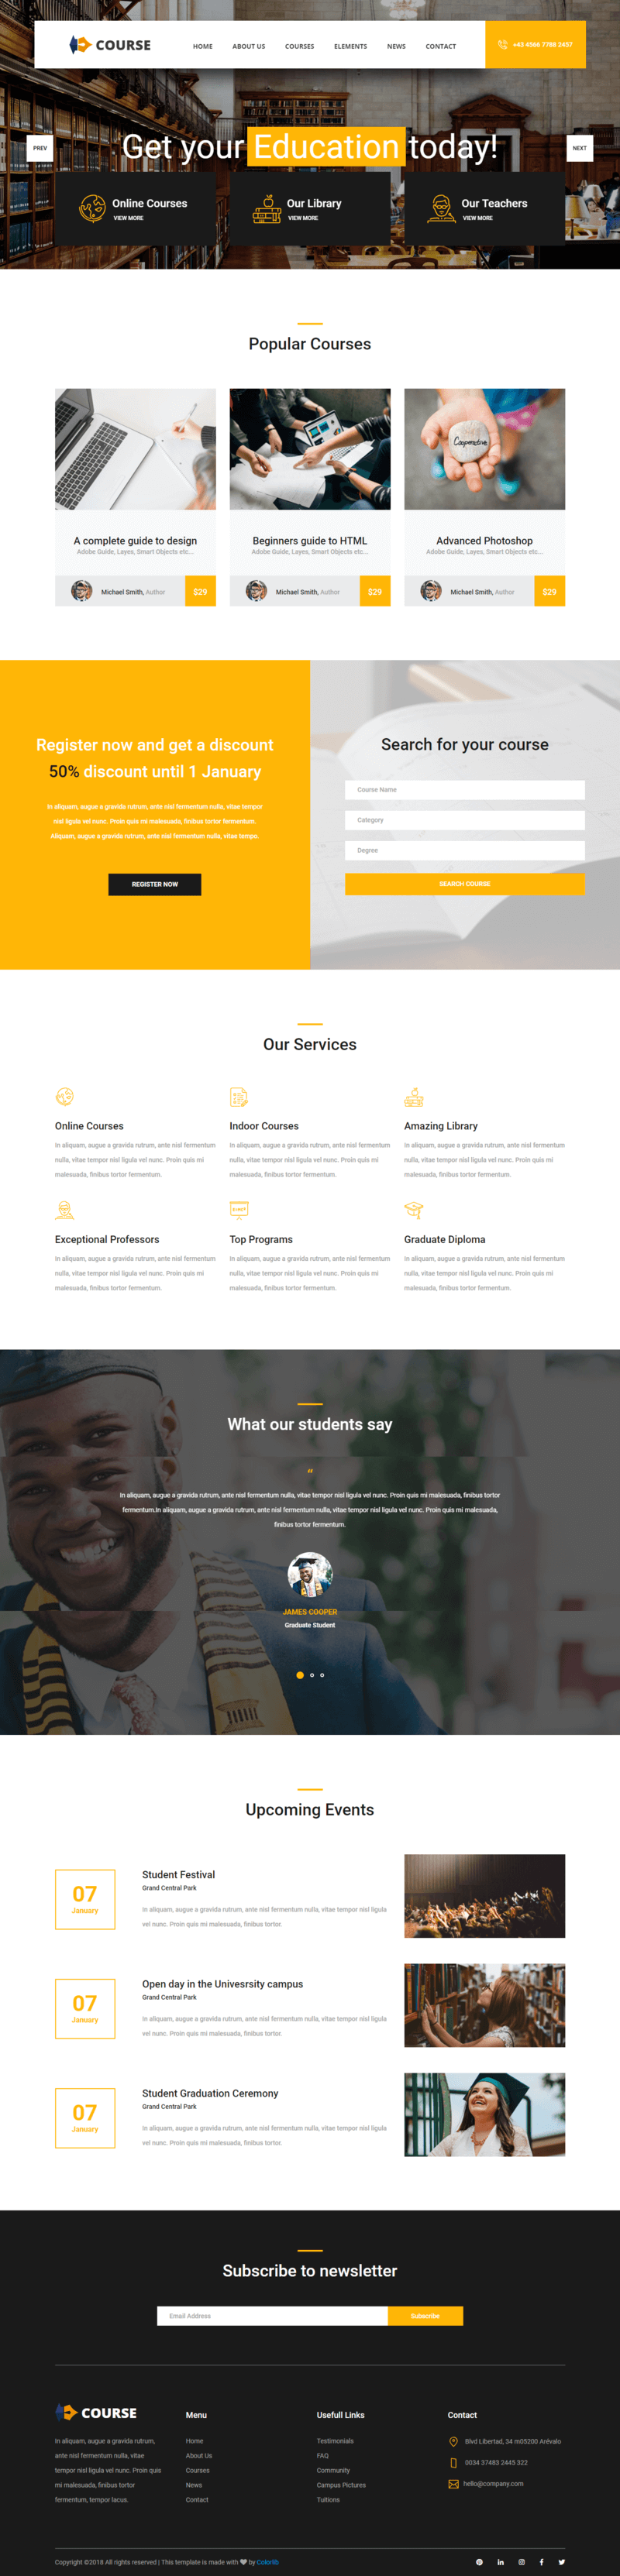 COURSE
HOME ABOUT US COURSES ELEMENTS NEWS CONTACT
+43 4566 7788 2457
PREV
Get your Education today!
NEXT
Online Courses
VIEW MORE
Our Library
VIEW MORE
Our Teachers
VIEW MORE
Popular Courses
Cooperative
A complete guide to design
Adobe Guide, Layes, Smart Objects etc...
Michael Smith, Author
$29
Beginners guide to HTML
Adobe Guide, Layes, Smart Objects etc...
Michael Smith, Author
$29
Advanced Photoshop
Adobe Guide, Layes, Smart Objects etc...
Michael Smith, Author
$29
Register now and get a discount
50% discount until 1 January
In aliquam, augue a gravida rutrum, ante nisl fermentum nulla, vitae tempor
nisl ligula vel nunc. Proin quis mi malesuada, finibus tortor fermentum.
Aliquam, augue a gravida rutrum, ante nisl fermentum nulla, vitae tempo.
REGISTER NOW
Search for your course
Course Name
Category
Degree
SEARCH COURSE
Our Services
Online Courses
In aliquam, augue a gravida rutrum, ante nisl fermentum
nulla, vitae tempor nisl ligula vel nunc. Proin quis mi
malesuada, finibus tortor fermentum.
Indoor Courses
In aliquam, augue a gravida rutrum, ante nisl fermentum
nulla, vitae tempor nisl ligula vel nunc. Proin quis mi
malesuada, finibus tortor fermentum.
Amazing Library
In aliquam, augue a gravida rutrum, ante nisl fermentum
nulla, vitae tempor nisl ligula vel nunc. Proin quis mi
malesuada, finibus tortor fermentum.
Exceptional Professors
In aliquam, augue a gravida rutrum, ante nisl fermentum
nulla, vitae tempor nisl ligula vel nunc. Proin quis mi
malesuada, finibus tortor fermentum.
Top Programs
In aliquam, augue a gravida rutrum, ante nisl fermentum
nulla, vitae tempor nisl ligula vel nunc. Proin quis mi
malesuada, finibus tortor fermentum.
Graduate Diploma
In aliquam, augue a gravida rutrum, ante nisl fermentum
nulla, vitae tempor nisl ligula vel nunc. Proin quis mi
malesuada, finibus tortor fermentum.
What our students say
“
In aliquam, augue a gravida rutrum, ante nisl fermentum nulla, vitae tempor nisl ligula vel nunc. Proin quis mi malesuada, finibus tortor
fermentum.In aliquam, augue a gravida rutrum, ante nisl fermentum nulla, vitae tempor nisl ligula vel nunc. Proin quis mi malesuada,
finibus tortor fermentum.
JAMES COOPER
Graduate Student
Upcoming Events
07
January
Student Festival
Grand Central Park
In aliquam, augue a gravida rutrum, ante nisl fermentum nulla, vitae tempor nisl ligula
vel nunc. Proin quis mi malesuada, finibus tortor.
07
January
Open day in the Univesrsity campus
Grand Central Park
In aliquam, augue a gravida rutrum, ante nisl fermentum nulla, vitae tempor nisl ligula
vel nunc. Proin quis mi malesuada, finibus tortor.
07
January
Student Graduation Ceremony
Grand Central Park
In aliquam, augue a gravida rutrum, ante nisl fermentum nulla, vitae tempor nisl ligula
vel nunc. Proin quis mi malesuada, finibus tortor.
Subscribe to newsletter
Email Address
Subscribe
COURSE
In aliquam, augue a gravida rutrum,
ante nisl fermentum nulla, vitae
tempor nisl ligula vel nunc. Proin quis
mi malesuada, finibus tortor
fermentum, tempor lacus.
Menu
Home
About Us
Courses
News
Contact
Usefull Links
Testimonials
FAQ
Community
Campus Pictures
Tuitions
Contact
Blvd Libertad, 34 m05200 Arévalo
0034 37483 2445 322
hello@company.com
Copyright ©2018 All rights reserved | This template is made with ♥ by Colorlib